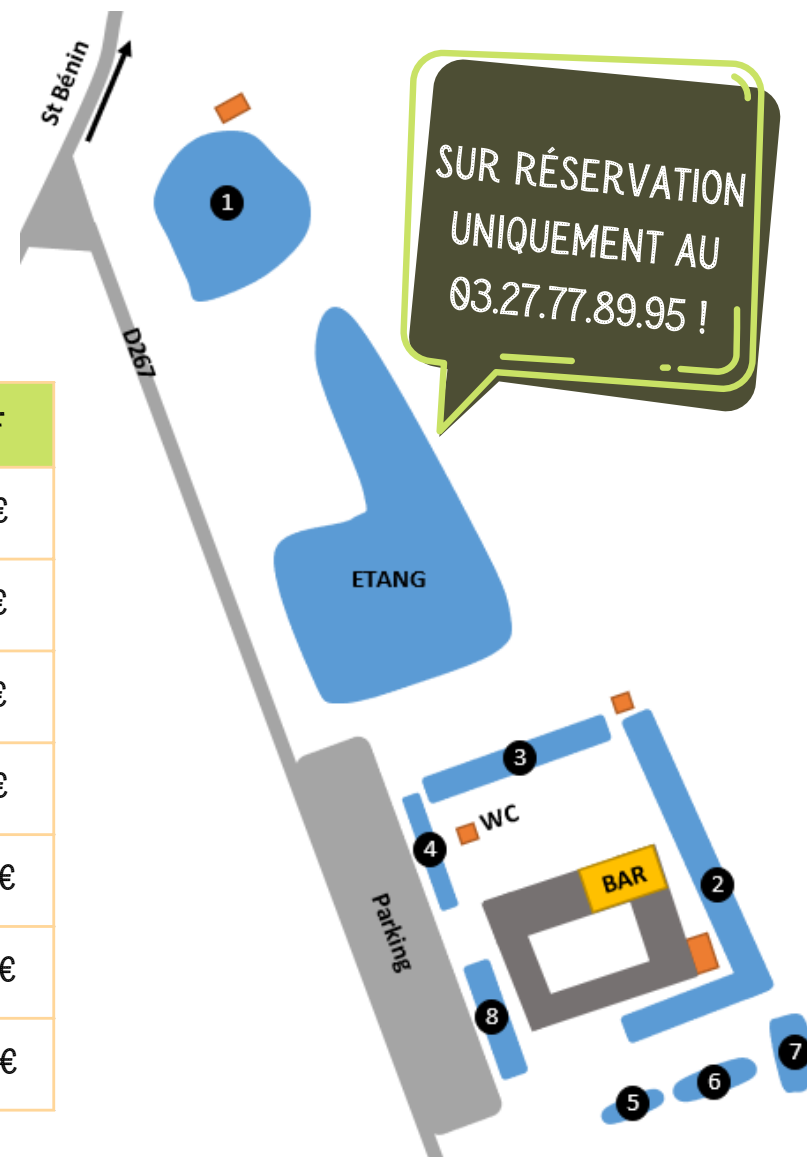 St Bénin
1
SUR RÉSERVATION
UNIQUEMENT AU
03.27.77.89.95 !
D267
€
€
€
€
€
€
€
ETANG
3
WC
4
BAR
2
Parking
8
7
6
5